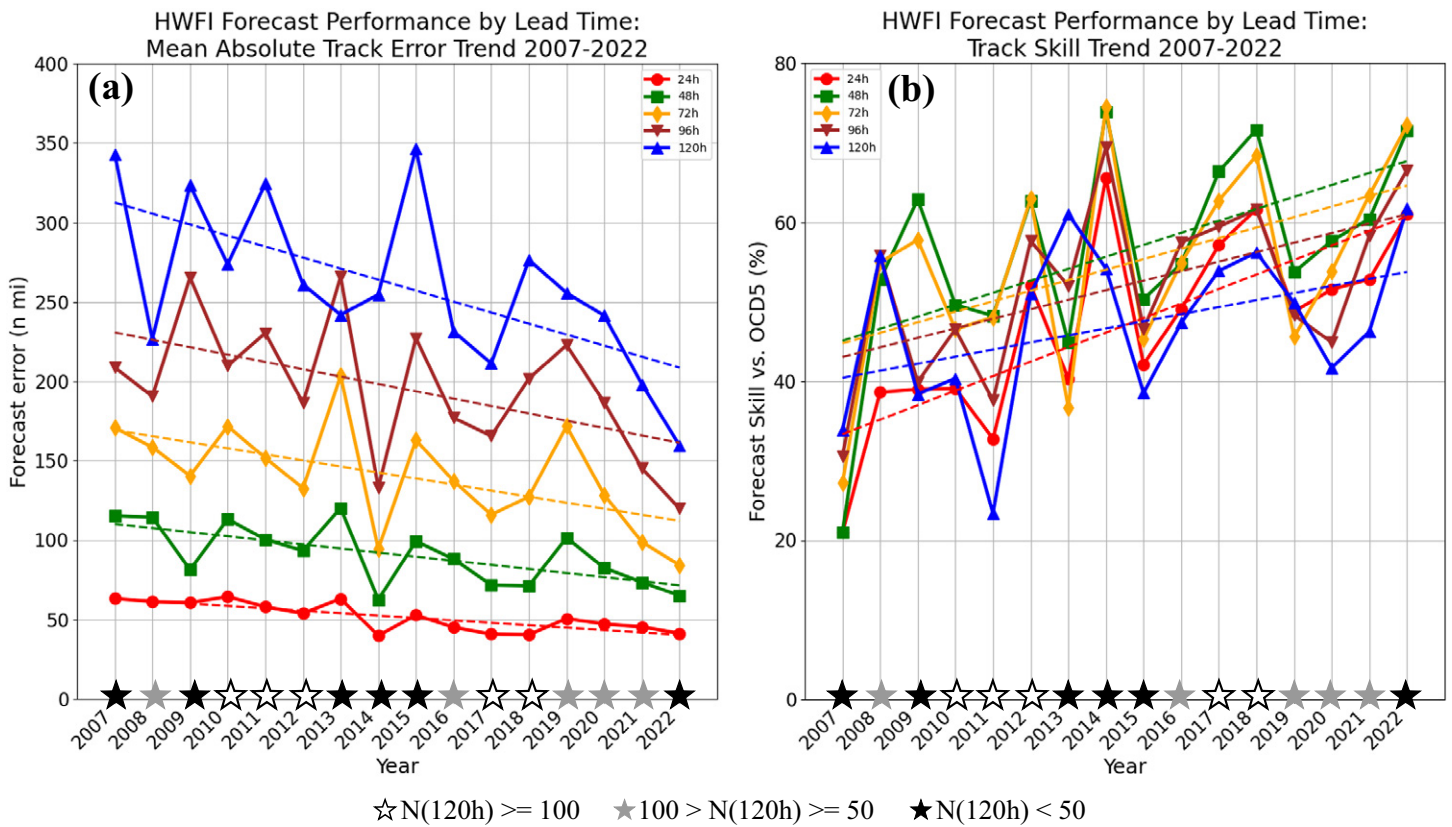 HWFI Forecast Performance by Lead Time:
Mean Absolute Track Error Trend 2007-2022
(a)
24h
48h
72h
96h
120h
400
350
300
250
200
150
100
50
0
Forecast error (n mi)
2007
2008
2009
2010
2011
2012
2013
2014
2015
2016
2017
2018
2019
2020
2021
2022
Year
HWFI Forecast Performance by Lead Time:
Track Skill Trend 2007-2022
24h
48h
72h
96h
120h
(b)
80
60
40
20
0
Forecast Skill vs. OCD5 (%)
2007
2008
2009
2010
2011
2012
2013
2014
2015
2016
2017
2018
2019
2020
2021
2022
Year
N(120h) >= 100 100 > N(120h) >= 50 N(120h) < 50